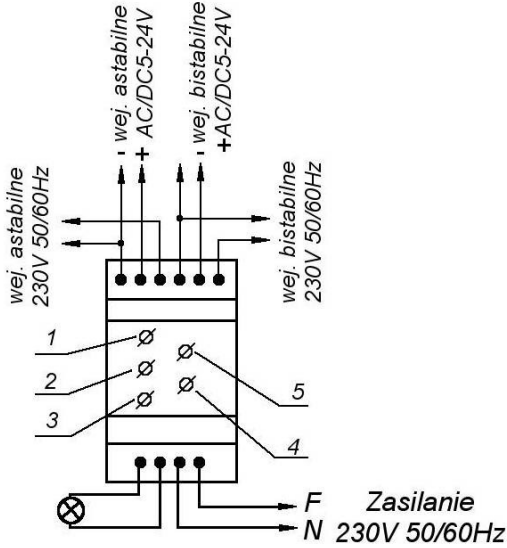 - wej. astabilne
+ AC/DC5-24V
- wej. bistabilne
+AC/DC5-24V
wej. astabilne
230V 50/60Hz
wej. bistabilne
230V 50/60Hz
1
2
3
5
4
F
N
Zasilanie
230V 50/60Hz